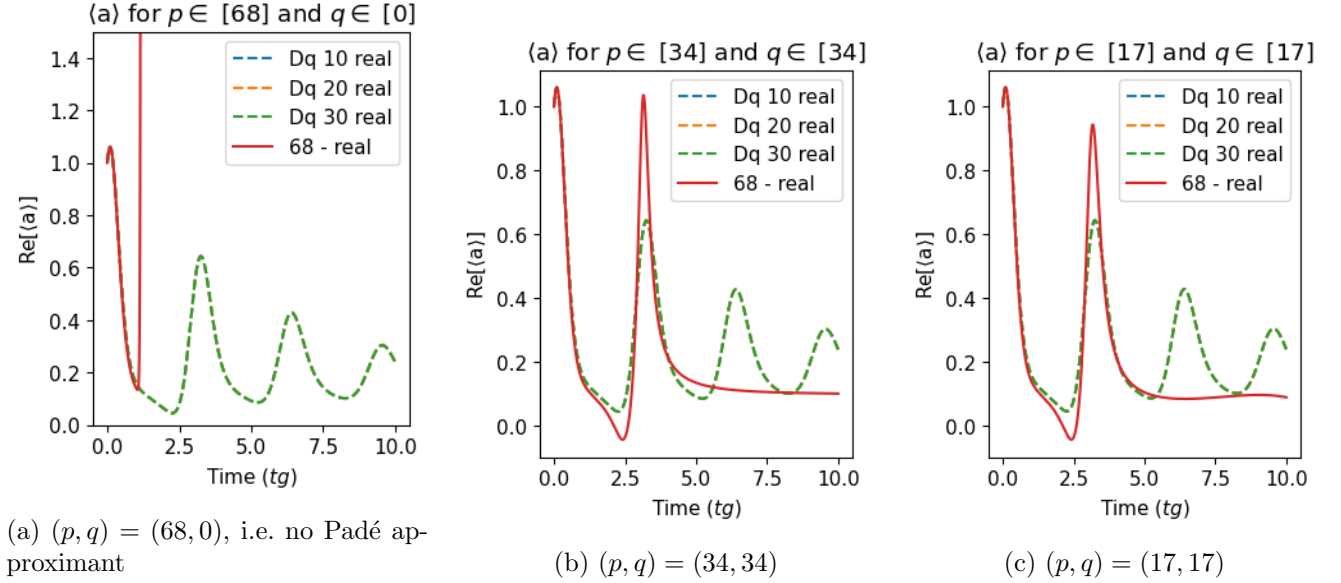 ⟨a⟩ for p ∈ [68] and q ∈ [0]
Re[⟨a⟩]
1.4
1.2
1.0
0.8
0.6
0.4
0.2
0.0
Dq 10 real
Dq 20 real
Dq 30 real
68 - real
0.0 2.5 5.0 7.5 10.0
Time (tg)
(a) (p, q) = (68, 0), i.e. no Padé ap-
proximant
⟨a⟩ for p ∈ [34] and q ∈ [34]
Re[⟨a⟩]
1.0
0.8
0.6
0.4
0.2
0.0
Dq 10 real
Dq 20 real
Dq 30 real
68 - real
0.0 2.5 5.0 7.5 10.0
Time (tg)
(b) (p, q) = (34, 34)
⟨a⟩ for p ∈ [17] and q ∈ [17]
Re[⟨a⟩]
1.0
0.8
0.6
0.4
0.2
0.0
Dq 10 real
Dq 20 real
Dq 30 real
68 - real
0.0 2.5 5.0 7.5 10.0
Time (tg)
(c) (p, q) = (17, 17)